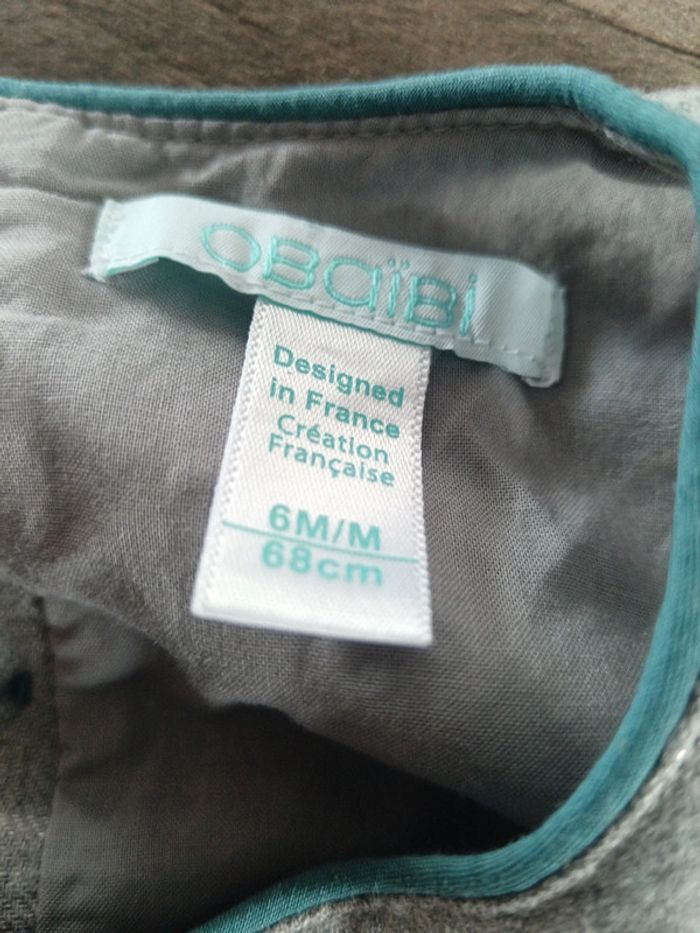 OBaïBi
Designed
in France
Création
Française
6M/M
68cm